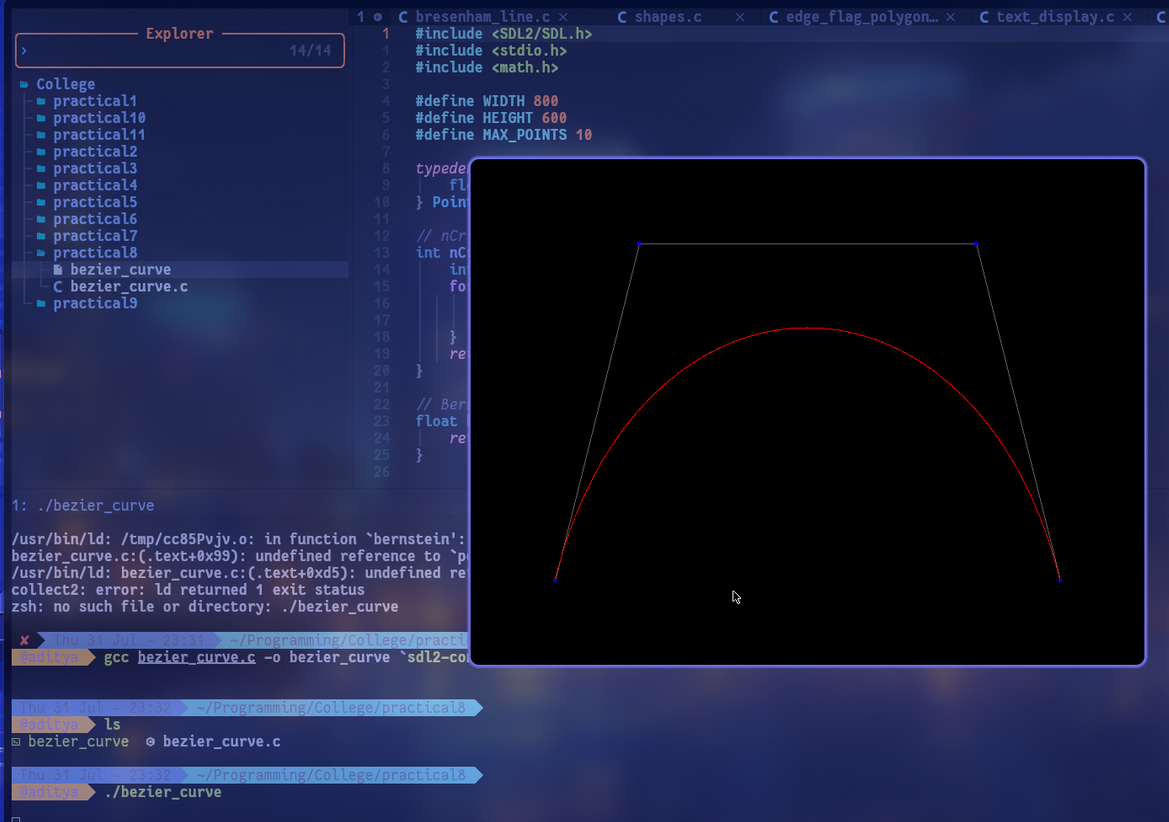 Explorer
› 14/14
College
practical1
practical10
practical11
practical2
practical3
practical4
practical5
practical6
practical7
practical8
bezier_curve
bezier_curve.c
practical9
1 bresenham_line.c × shapes.c × edge_flag_polygon… × text_display.c ×
1 #include <SDL2/SDL.h>
1 #include <stdio.h>
2 #include <math.h>
3
4 #define WIDTH 800
5 #define HEIGHT 600
6 #define MAX_POINTS 10
7
8 typede
9 flo
10 } Poin
11
12 // nCr
13 int nC
14 int
15 fo
16
17
18 }
19 re
20 }
21
22 // Ber
23 float
24 re
25 }
26
1: ./bezier_curve
/usr/bin/ld: /tmp/cc85Pvjv.o: in function `bernstein':
bezier_curve.c:(.text+0x99): undefined reference to `po
/usr/bin/ld: bezier_curve.c:(.text+0xd5): undefined re
collect2: error: ld returned 1 exit status
zsh: no such file or directory: ./bezier_curve
✘ Thu 31 Jul - 23:31 ~/Programming/College/practi
@aditya gcc bezier_curve.c -o bezier_curve `sdl2-co
Thu 31 Jul - 23:32 ~/Programming/College/practical8
@aditya ls
bezier_curve bezier_curve.c
Thu 31 Jul - 23:32 ~/Programming/College/practical8
@aditya ./bezier_curve